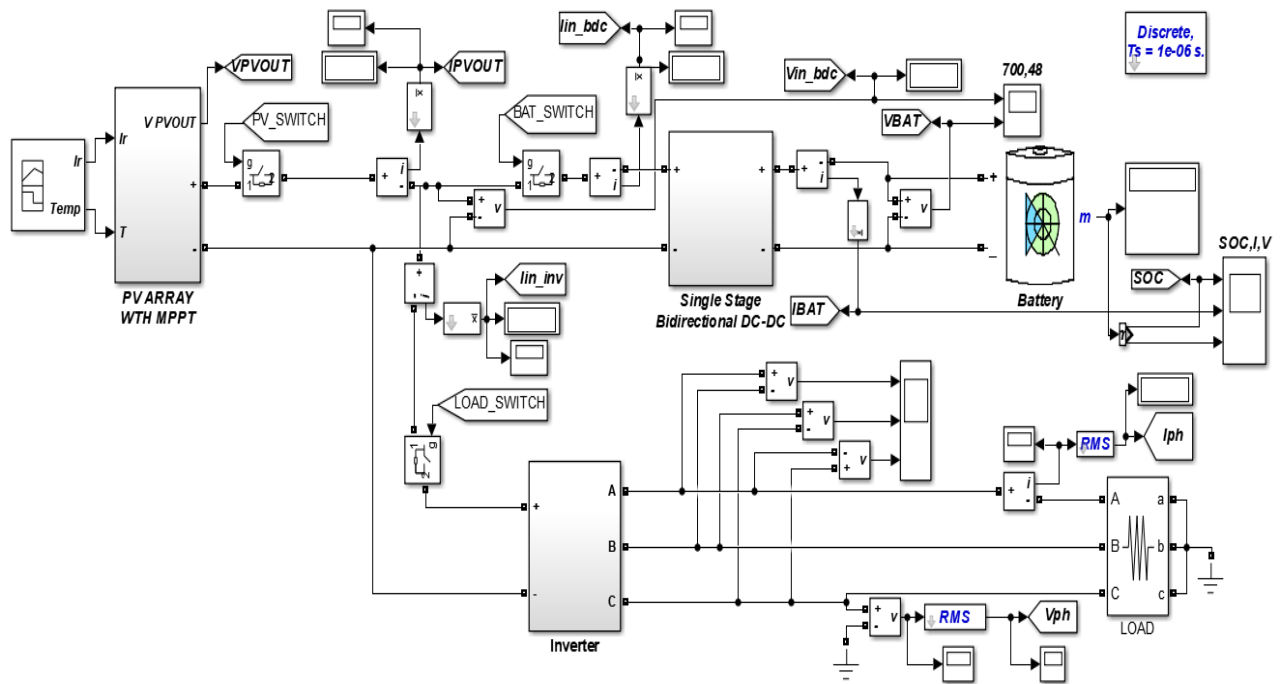 Iin_bdc
Discrete,
Ts = 1e-06 s.
VPVOUT
IPVOUT
Vin_bdc
700,48
V PVOUT
Ir
PV_SWITCH
BAT_SWITCH
VBAT
Ir
Temp
T
+
-
g
1 2
+ i
-
g
1 2
+ i
-
+ v
-
+
-
+
-
+ -
i
+ v
-
+
_
m
SOC,I,V
PV ARRAY
WTH MPPT
Single Stage
Bidirectional DC-DC
IBAT
Battery
SOC
Iin_inv
+ i
-
x
LOAD_SWITCH
g
1 2
+ v
-
+ v
-
- v
+
RMS
Iph
+ i
-
+
-
A
B
C
A a
B b
C c
Inverter
+ v
-
RMS
Vph
LOAD